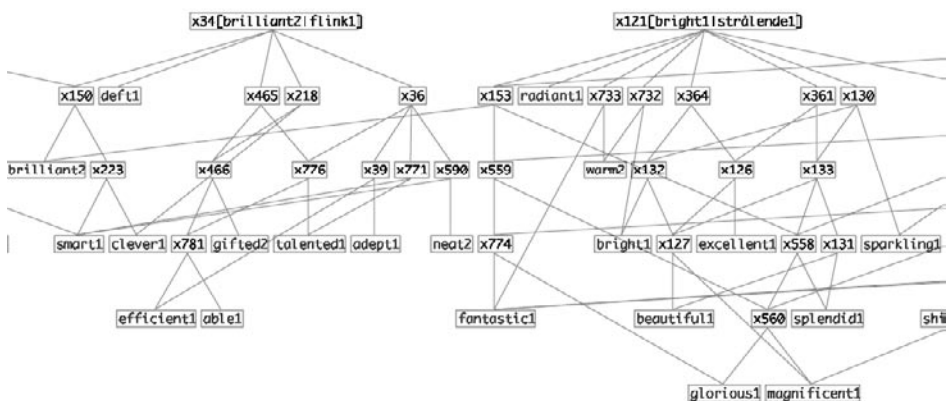 x34[brilliant2|flink1] x121[bright1|strålende1]
x150 deft1 x465 x218 x36 x153 radiant1 x733 x732 x364 x361 x130
brilliant2 x223 x466 x776 x39 x771 x590 x559 warm2 x132 x126 x133
smart1 clever1 x781 gifted2 talented1 adept1 neat2 x774 bright1 x127 excellent1 x558 x131 sparkling1
efficient1 able1 fantastic1 beautiful1 x560 splendid1
glorious1 magnificent1